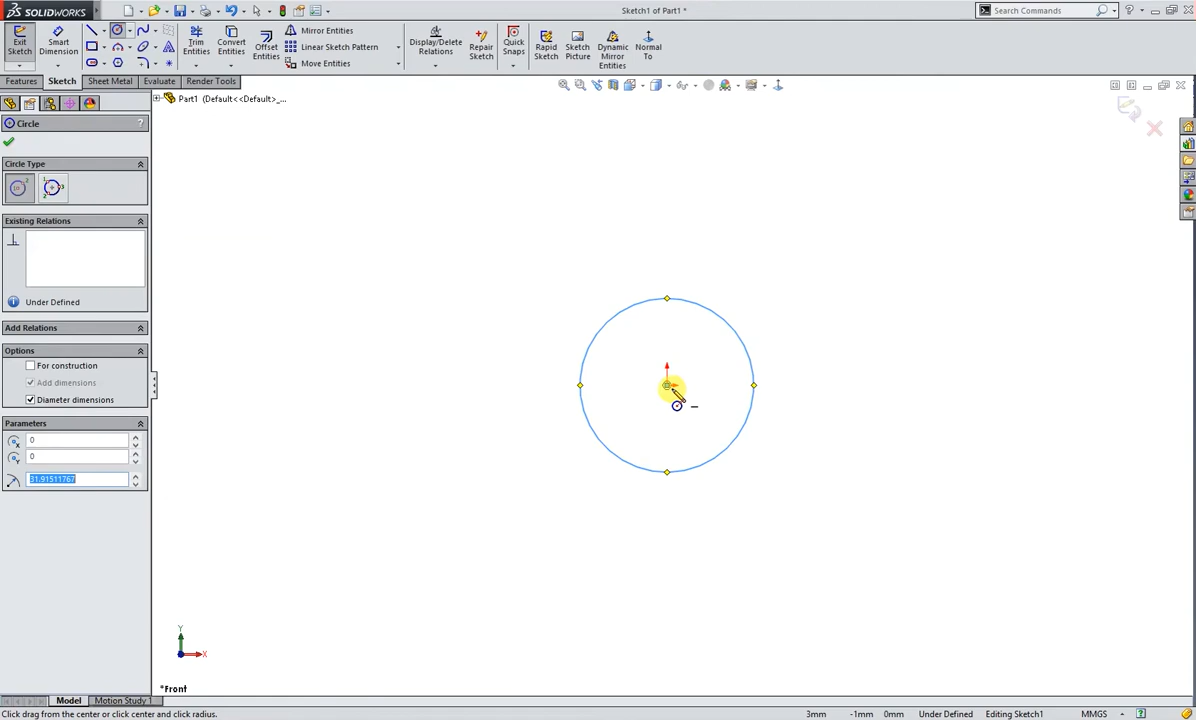 SOLIDWORKS
Sketch1 of Part1 *
Search Commands
Exit Sketch
Smart Dimension
Trim Entities
Convert Entities
Offset Entities
Mirror Entities
Linear Sketch Pattern
Move Entities
Display/Delete Relations
Repair Sketch
Quick Snaps
Rapid Sketch
Sketch Picture
Dynamic Mirror Entities
Normal To
Features
Sketch
Sheet Metal
Evaluate
Render Tools
Part1 (Default<<Default>_...
Circle
?
Circle Type
Existing Relations
Under Defined
Add Relations
Options
For construction
Add dimensions
Diameter dimensions
Parameters
0
0
31.91511767
Y
X
*Front
Model
Motion Study 1
Click drag from the center or click center and click radius.
3mm
-1mm
0mm
Under Defined
Editing Sketch1
MMGS